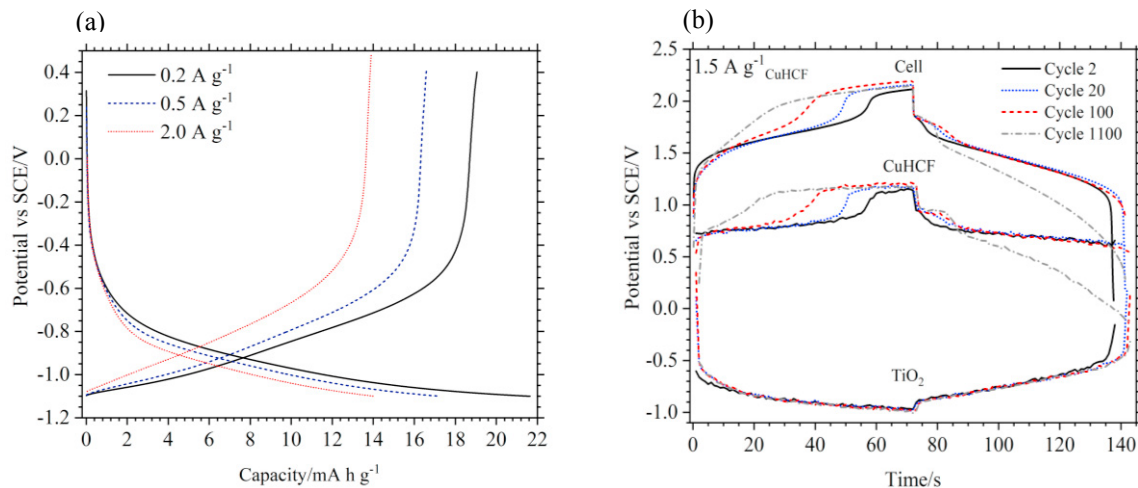 (a)
0.4
0.0
-0.2
-0.4
-0.6
-0.8
-1.0
-1.2
0 2 4 6 8 10 12 14 16 18 20 22
Potential vs SCE/V
Capacity/mA h g-1
0.2 A g-1
0.5 A g-1
2.0 A g-1
(b)
2.5
2.0
1.5
1.0
0.5
0.0
-0.5
-1.0
0 20 40 60 80 100 120 140
Potential vs SCE/V
Time/s
1.5 A g-1CuHCF
Cell
CuHCF
TiO2
Cycle 2
Cycle 20
Cycle 100
Cycle 1100